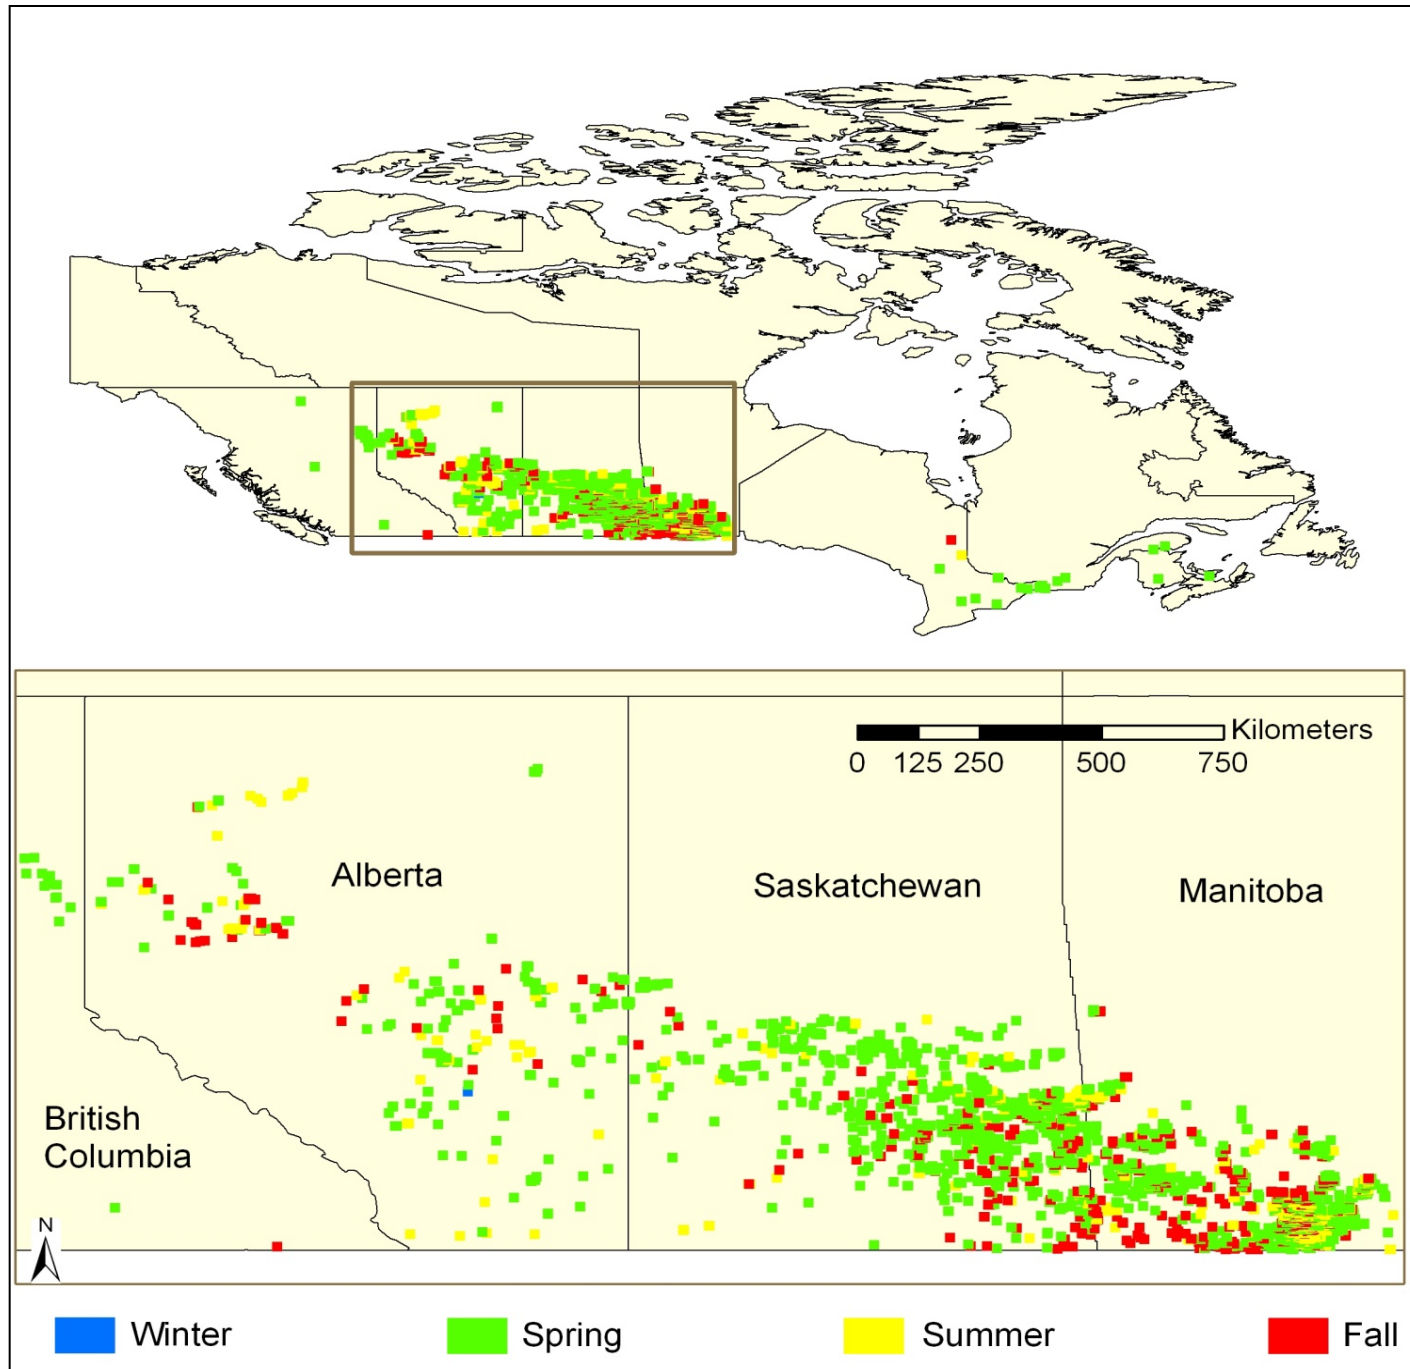 Kilometers
0 125 250 500 750
Alberta
Saskatchewan
Manitoba
British
Columbia
N
Winter Spring Summer Fall